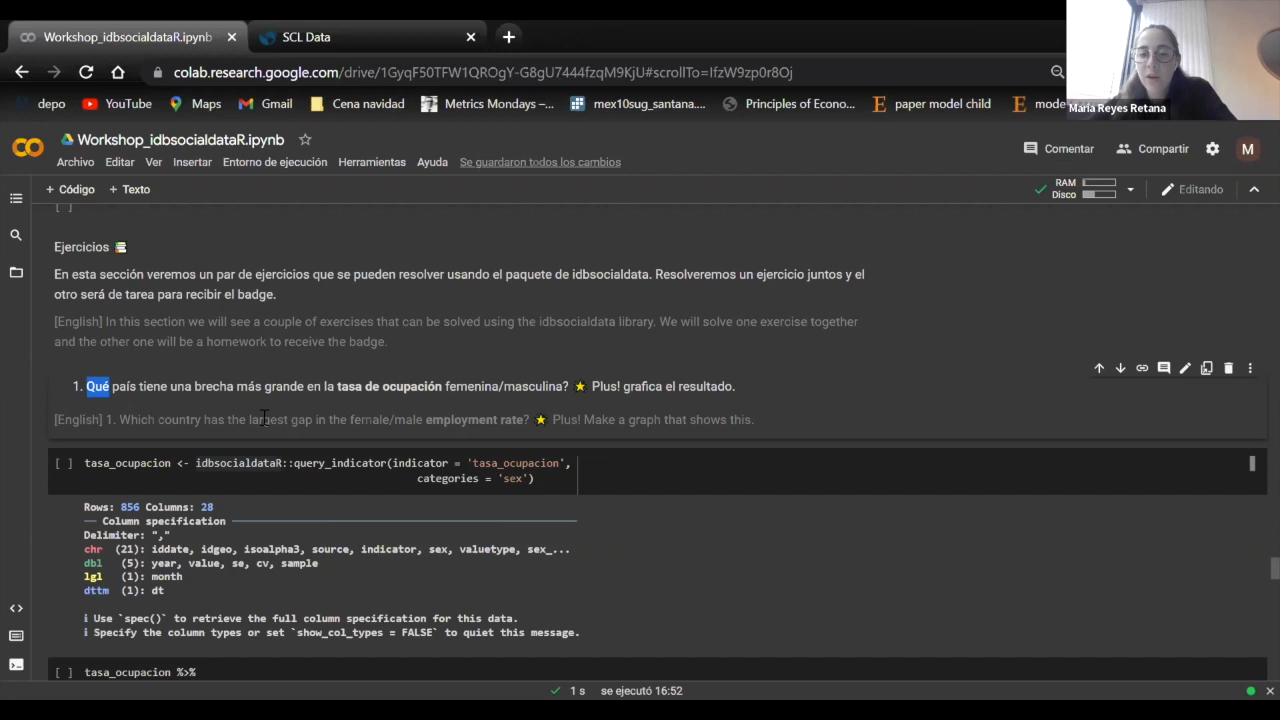 Workshop_idbsocialdataR.ipynb
SCL Data
colab.research.google.com/drive/1GyqF50TFW1QROgY-G8gU7444fzqM9KjU#scrollTo=IfzW9zp0r8Oj
depo
YouTube
Maps
Gmail
Cena navidad
Metrics Mondays –...
mex10sug_santana....
Principles of Econo...
paper model child
mode
María Reyes Retana
Workshop_idbsocialdataR.ipynb
Comentar
Compartir
M
Archivo Editar Ver Insertar Entorno de ejecución Herramientas Ayuda Se guardaron todos los cambios
+ Código + Texto
RAM
Disco
Editando
[ ]
Ejercicios
En esta sección veremos un par de ejercicios que se pueden resolver usando el paquete de idbsocialdata. Resolveremos un ejercicio juntos y el
otro será de tarea para recibir el badge.
[English] In this section we will see a couple of exercises that can be solved using the idbsocialdata library. We will solve one exercise together
and the other one will be a homework to receive the badge.
1. Qué país tiene una brecha más grande en la tasa de ocupación femenina/masculina? ⭐ Plus! grafica el resultado.
[English] 1. Which country has the largest gap in the female/male employment rate? ⭐ Plus! Make a graph that shows this.
[ ] tasa_ocupacion <- idbsocialdataR::query_indicator(indicator = 'tasa_ocupacion',
categories = 'sex')
Rows: 856 Columns: 28
── Column specification ──
Delimiter: ","
chr (21): iddate, idgeo, isoalpha3, source, indicator, sex, valuetype, sex_...
dbl (5): year, value, se, cv, sample
lgl (1): month
dttm (1): dt
ℹ Use `spec()` to retrieve the full column specification for this data.
ℹ Specify the column types or set `show_col_types = FALSE` to quiet this message.
[ ] tasa_ocupacion %>%
1 s se ejecutó 16:52